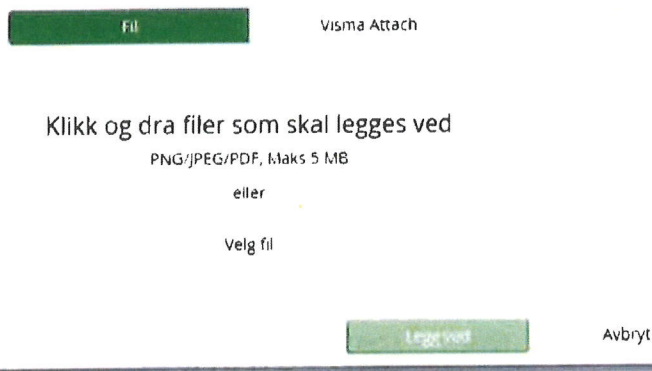 Fil Visma Attach
Klikk og dra filer som skal legges ved
PNG/JPEG/PDF, Maks 5 MB
eller
Velg fil
Legg ved Avbryt